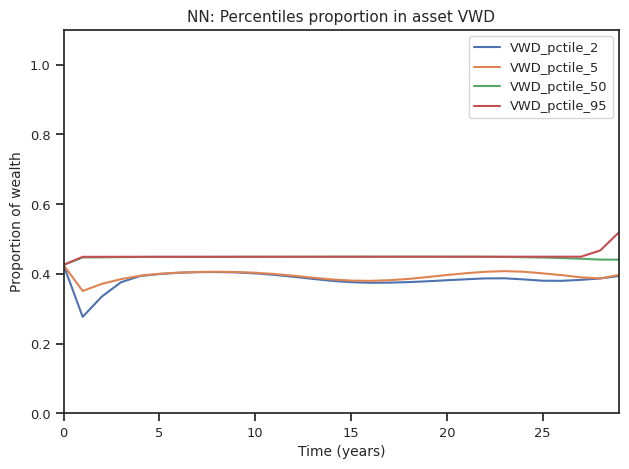 NN: Percentiles proportion in asset VWD
VWD_pctile_2
VWD_pctile_5
VWD_pctile_50
VWD_pctile_95
Proportion of wealth
1.0
0.8
0.6
0.4
0.2
0.0
0 5 10 15 20 25
Time (years)